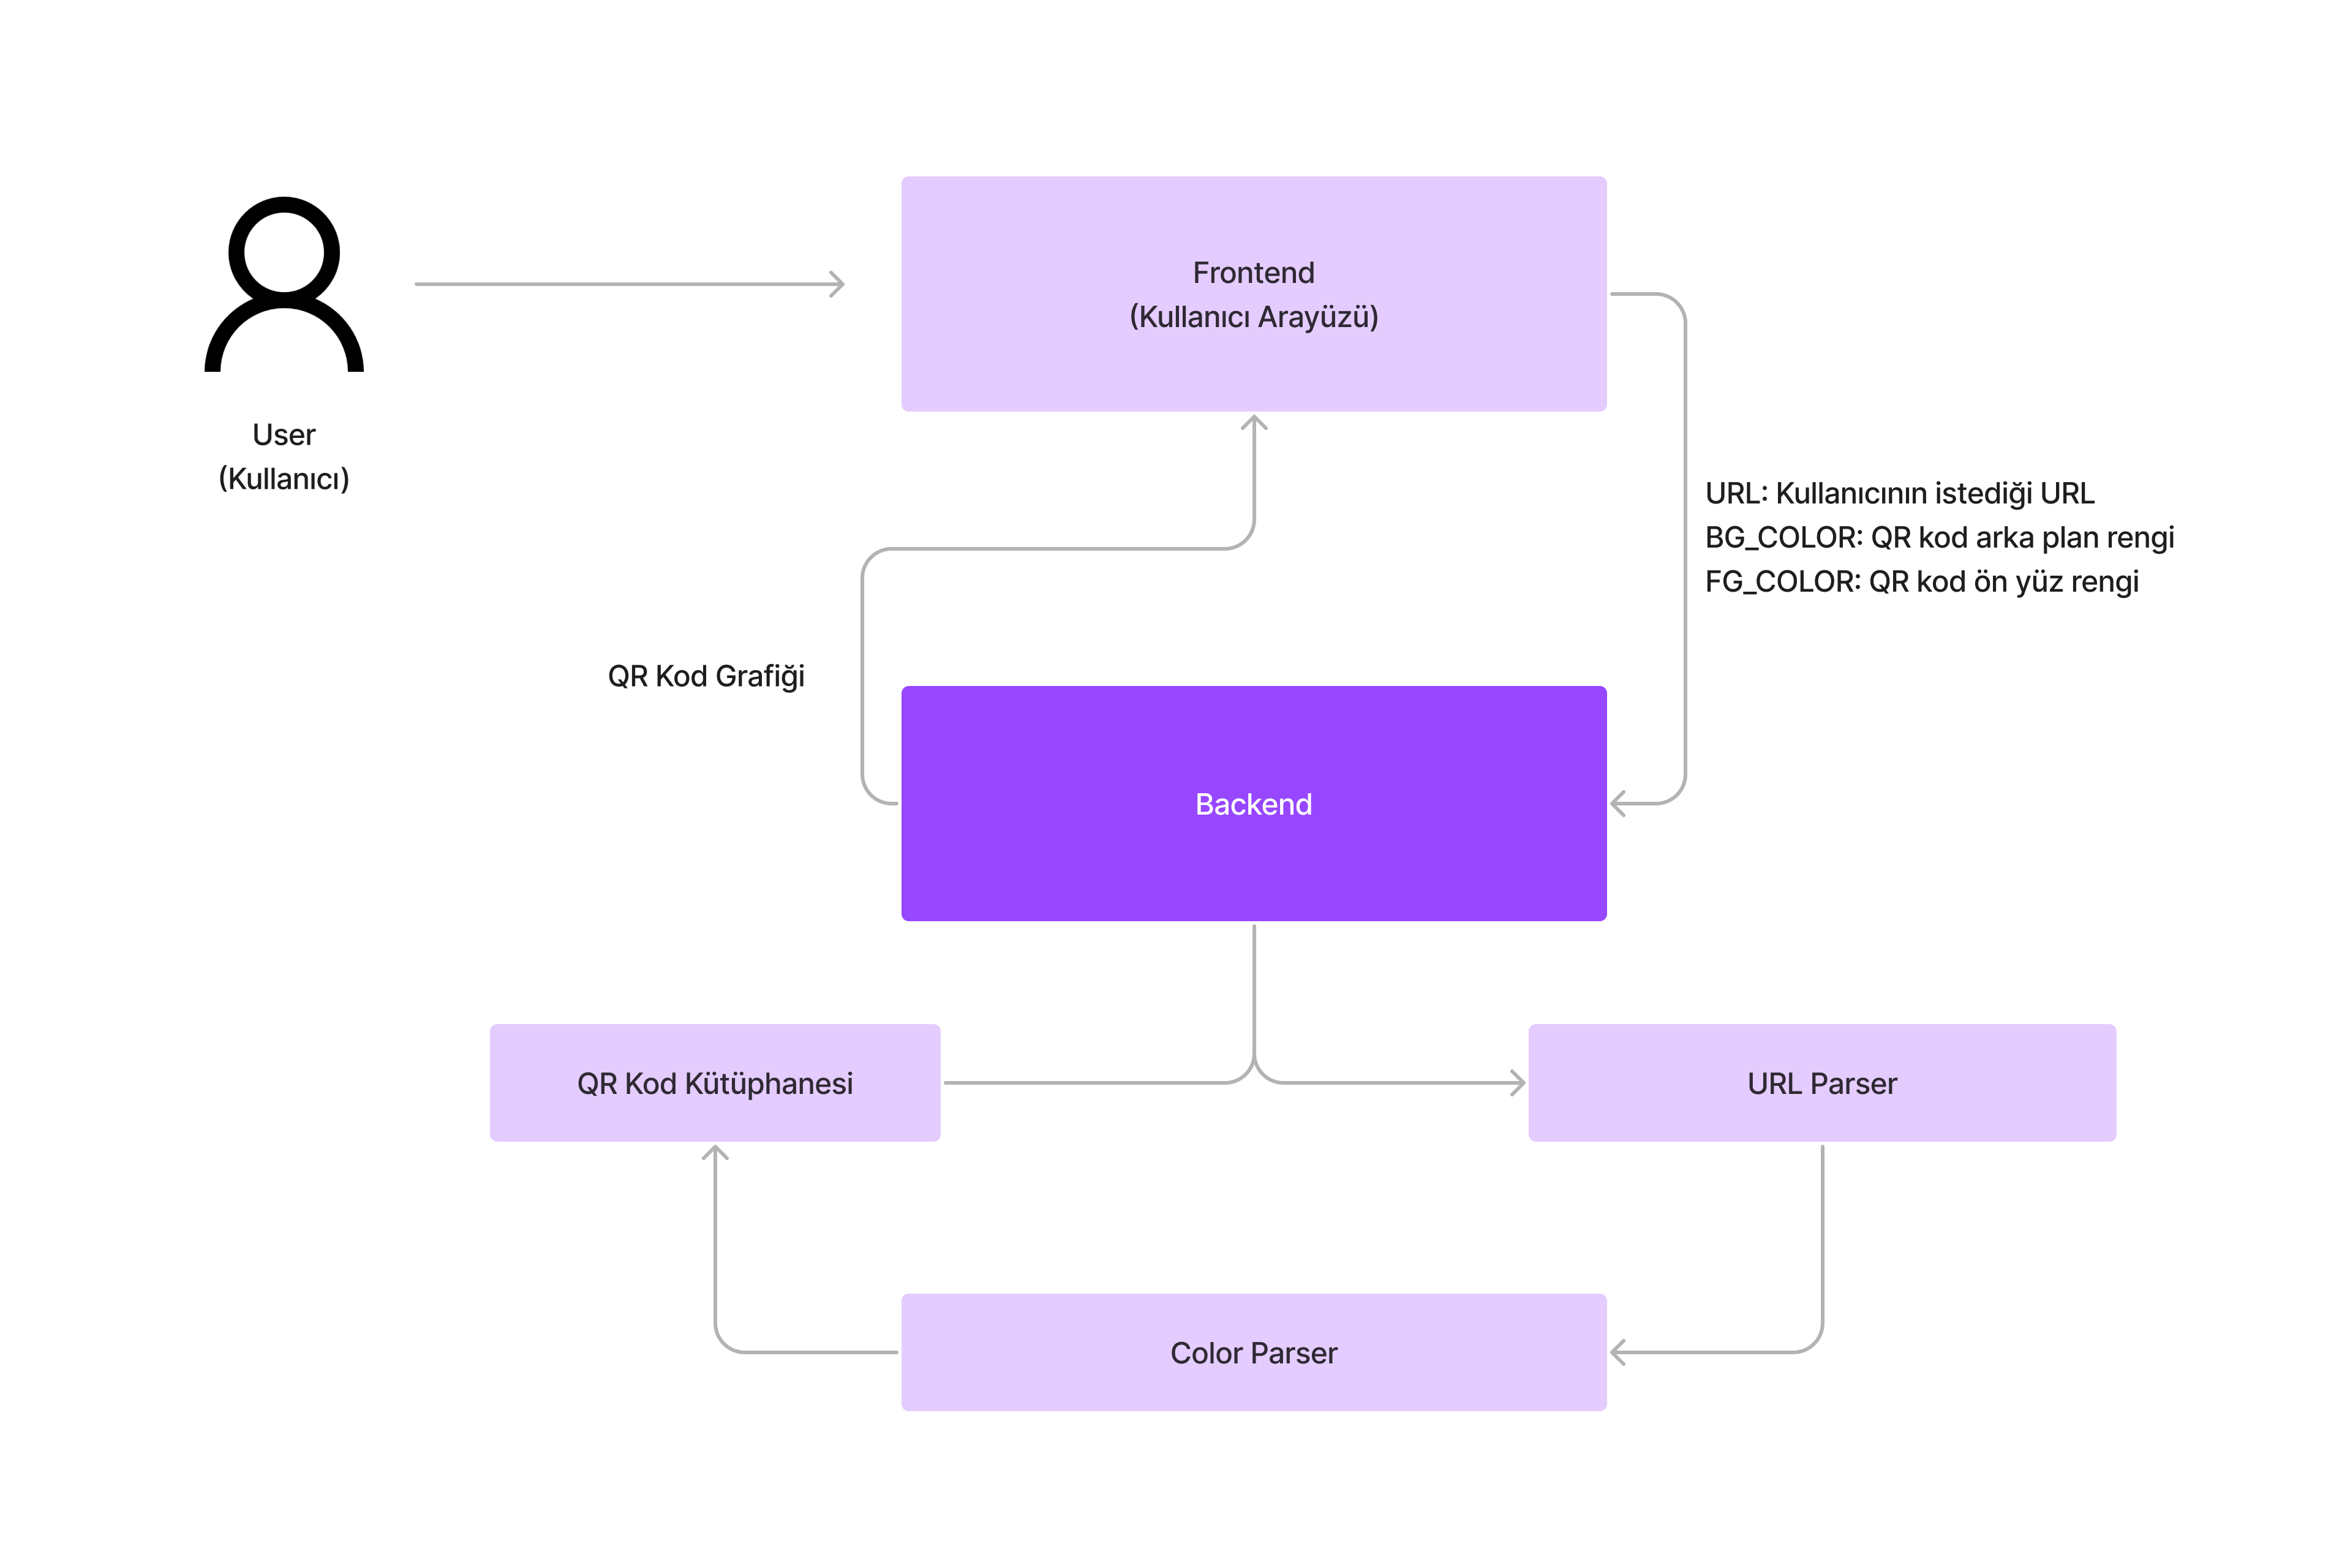 Frontend
(Kullanıcı Arayüzü)
User
(Kullanıcı)
URL: Kullanıcının istediği URL
BG_COLOR: QR kod arka plan rengi
FG_COLOR: QR kod ön yüz rengi
QR Kod Grafiği
Backend
QR Kod Kütüphanesi
URL Parser
Color Parser